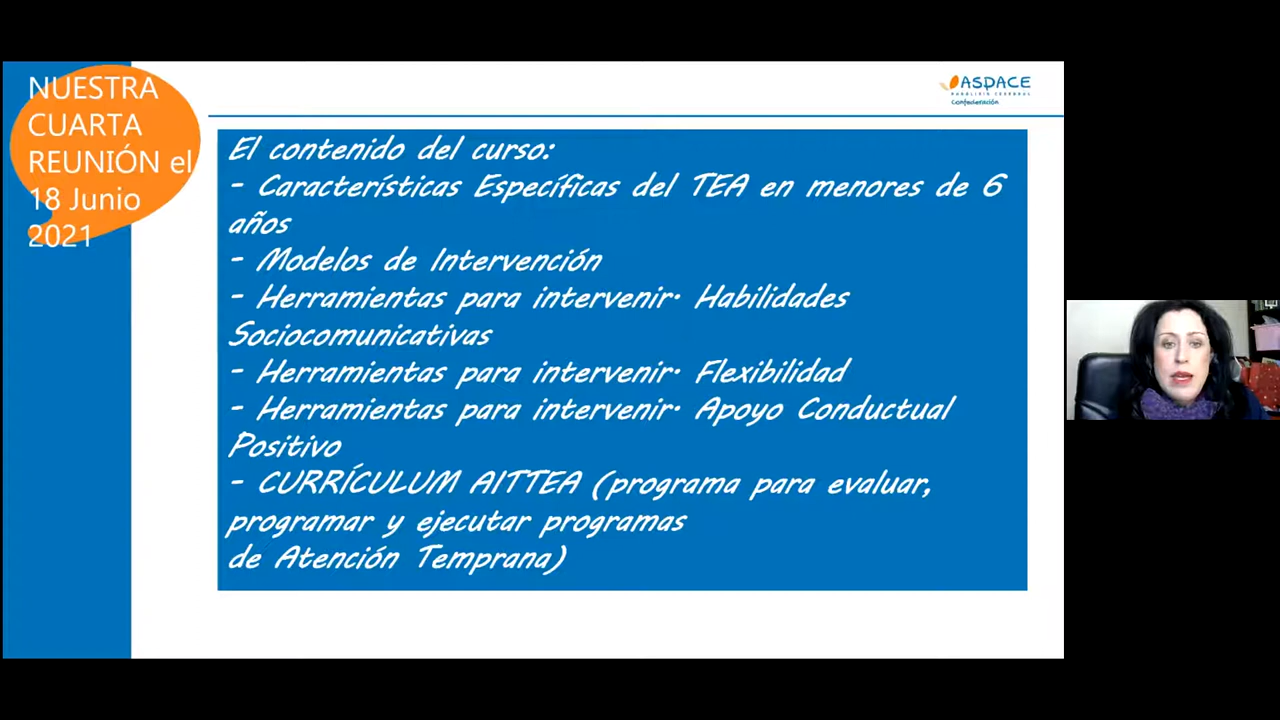 NUESTRA
CUARTA
REUNIÓN el
18 Junio
2021
ASPACE
PARÁLISIS CEREBRAL
Confederación
El contenido del curso:
- Características Específicas del TEA en menores de 6
años
- Modelos de Intervención
- Herramientas para intervenir· Habilidades
Sociocomunicativas
- Herramientas para intervenir· Flexibilidad
- Herramientas para intervenir· Apoyo Conductual
Positivo
- CURRÍCULUM AITTEA (programa para evaluar,
programar y ejecutar programas
de Atención Temprana)